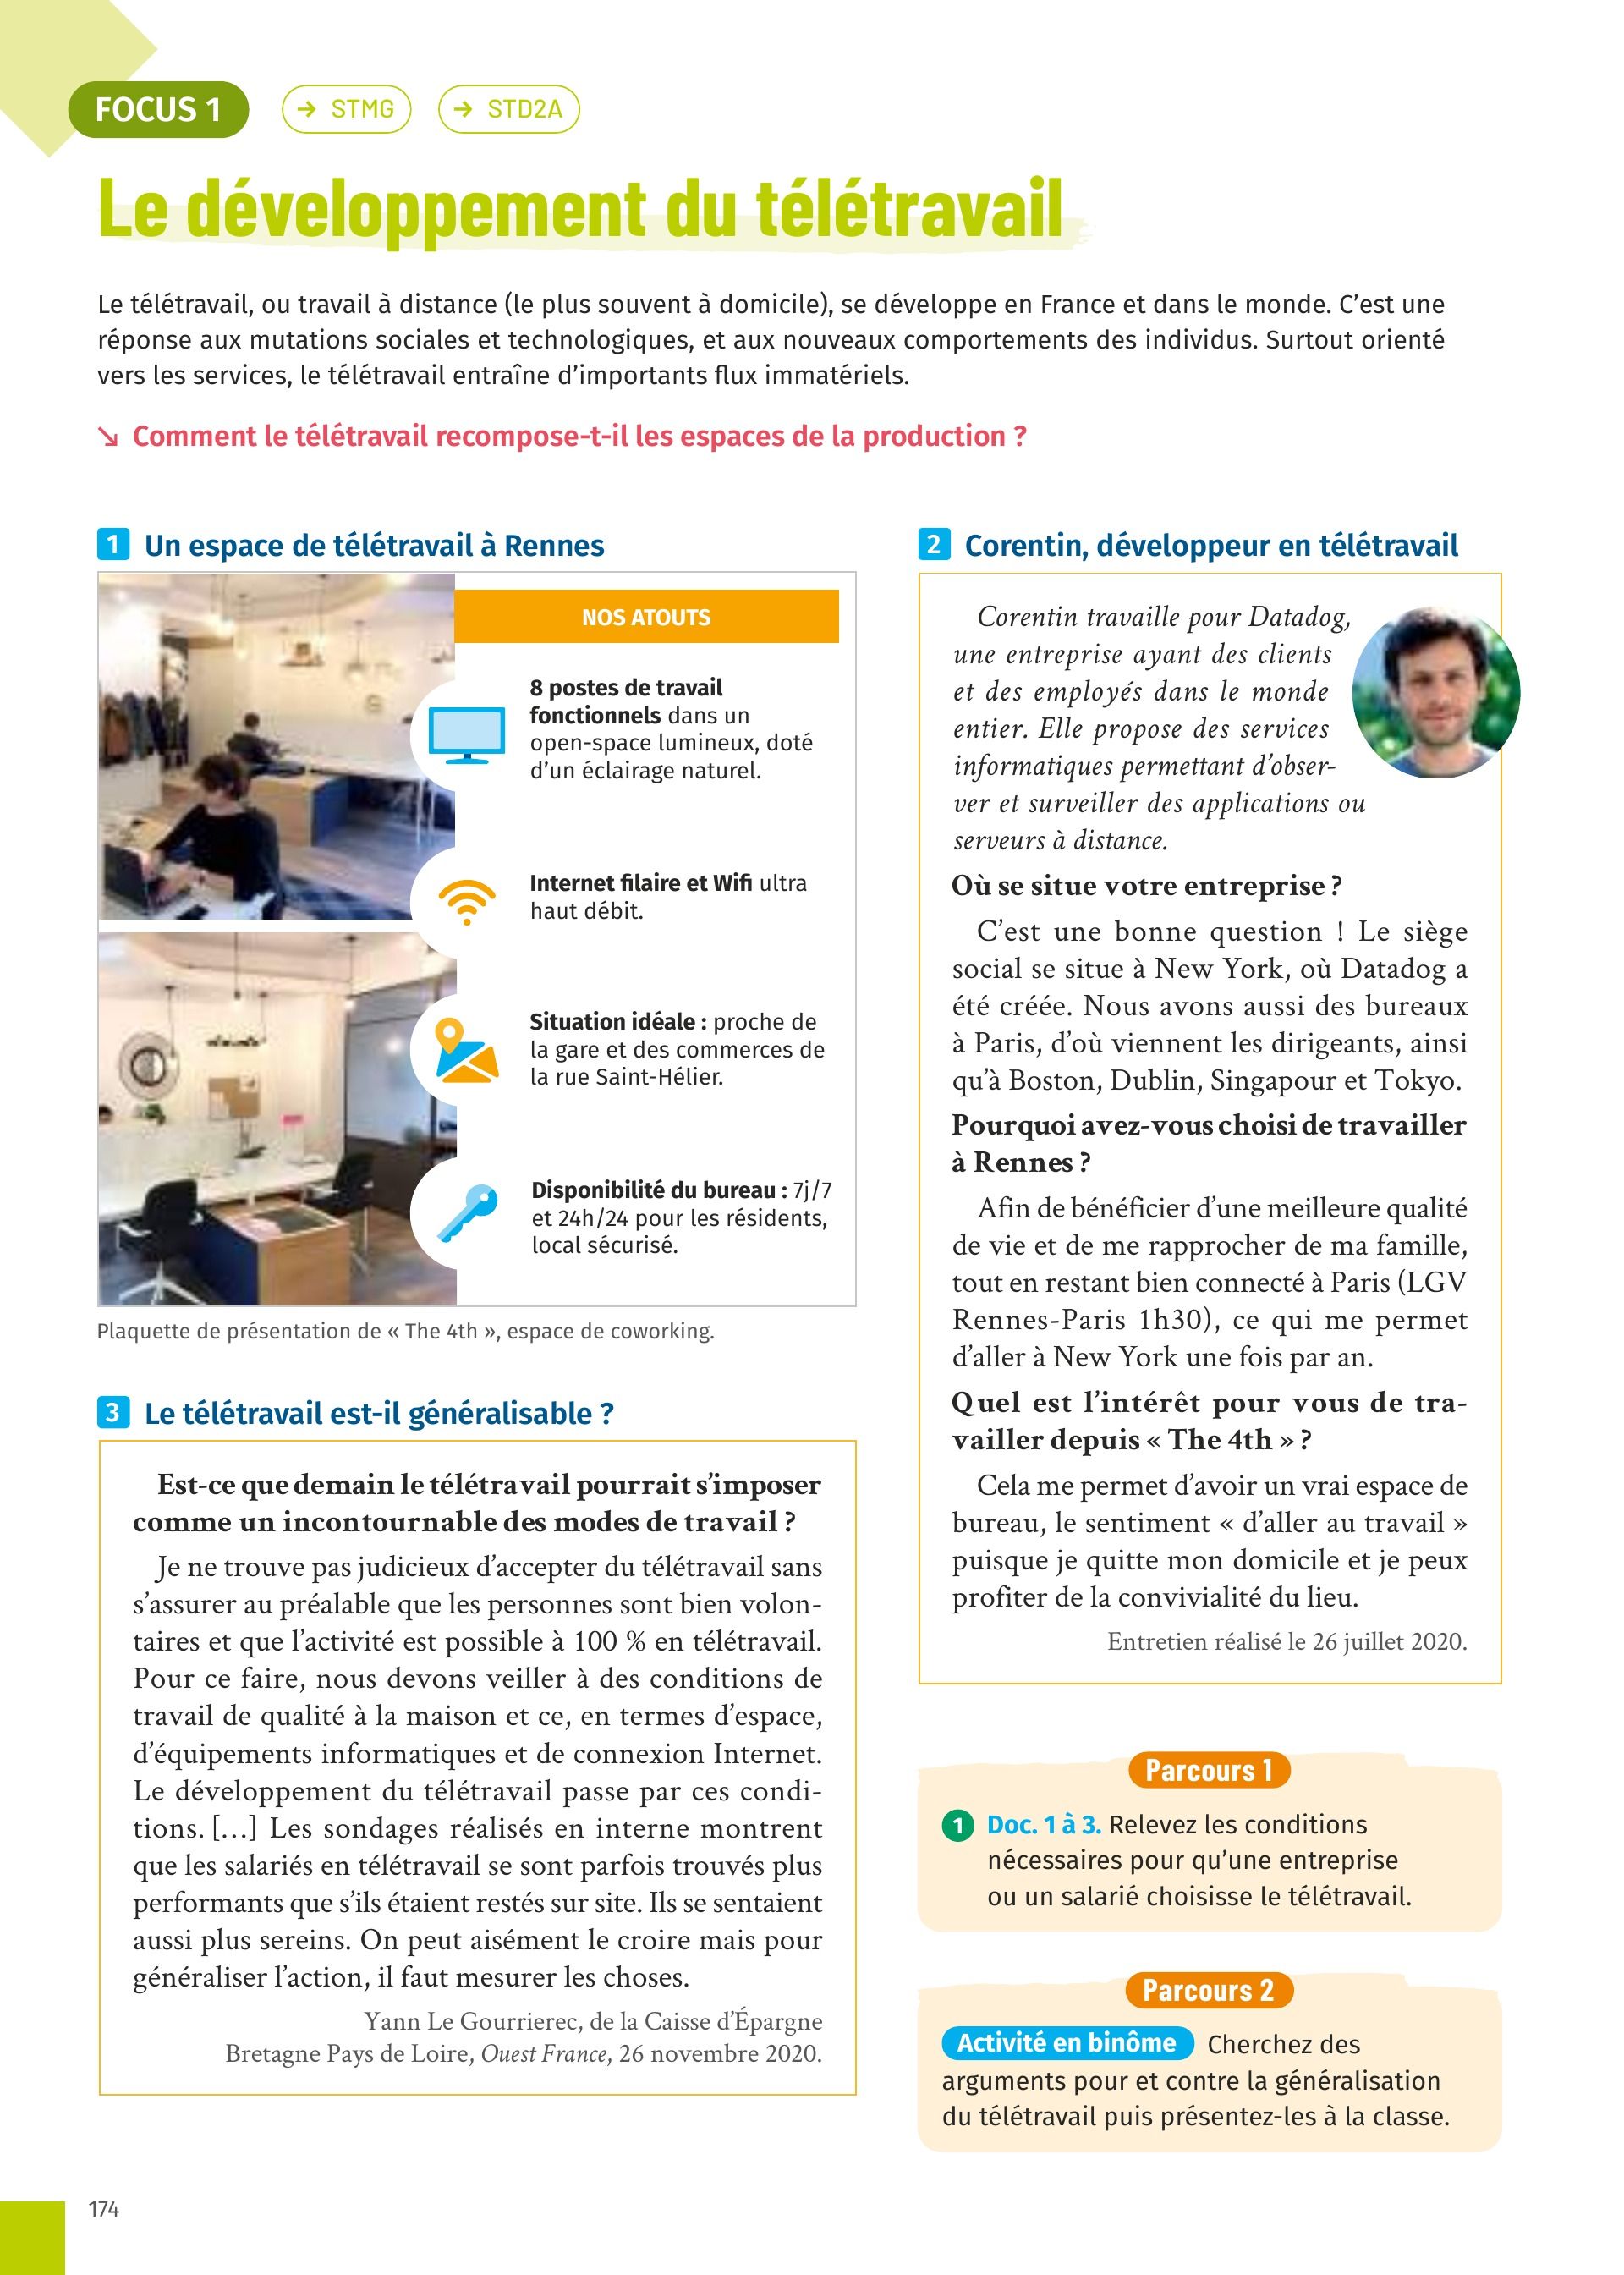 FOCUS 1
→ STMG
→ STD2A
Le développement du télétravail
Le télétravail, ou travail à distance (le plus souvent à domicile), se développe en France et dans le monde. C’est une
réponse aux mutations sociales et technologiques, et aux nouveaux comportements des individus. Surtout orienté
vers les services, le télétravail entraîne d’importants flux immatériels.
↘ Comment le télétravail recompose-t-il les espaces de la production ?
1 Un espace de télétravail à Rennes
NOS ATOUTS
8 postes de travail
fonctionnels dans un
open-space lumineux, doté
d’un éclairage naturel.
Internet filaire et Wifi ultra
haut débit.
Situation idéale : proche de
la gare et des commerces de
la rue Saint-Hélier.
Disponibilité du bureau : 7j/7
et 24h/24 pour les résidents,
local sécurisé.
Plaquette de présentation de « The 4th », espace de coworking.
2 Corentin, développeur en télétravail
Corentin travaille pour Datadog,
une entreprise ayant des clients
et des employés dans le monde
entier. Elle propose des services
informatiques permettant d’obser-
ver et surveiller des applications ou
serveurs à distance.
Où se situe votre entreprise ?
C’est une bonne question ! Le siège
social se situe à New York, où Datadog a
été créée. Nous avons aussi des bureaux
à Paris, d’où viennent les dirigeants, ainsi
qu’à Boston, Dublin, Singapour et Tokyo.
Pourquoi avez-vous choisi de travailler
à Rennes ?
Afin de bénéficier d’une meilleure qualité
de vie et de me rapprocher de ma famille,
tout en restant bien connecté à Paris (LGV
Rennes-Paris 1h30), ce qui me permet
d’aller à New York une fois par an.
Quel est l’intérêt pour vous de tra-
vailler depuis « The 4th » ?
Cela me permet d’avoir un vrai espace de
bureau, le sentiment « d’aller au travail »
puisque je quitte mon domicile et je peux
profiter de la convivialité du lieu.
Entretien réalisé le 26 juillet 2020.
3 Le télétravail est-il généralisable ?
Est-ce que demain le télétravail pourrait s’imposer
comme un incontournable des modes de travail ?
Je ne trouve pas judicieux d’accepter du télétravail sans
s’assurer au préalable que les personnes sont bien volon-
taires et que l’activité est possible à 100 % en télétravail.
Pour ce faire, nous devons veiller à des conditions de
travail de qualité à la maison et ce, en termes d’espace,
d’équipements informatiques et de connexion Internet.
Le développement du télétravail passe par ces condi-
tions. [...] Les sondages réalisés en interne montrent
que les salariés en télétravail se sont parfois trouvés plus
performants que s’ils étaient restés sur site. Ils se sentaient
aussi plus sereins. On peut aisément le croire mais pour
généraliser l’action, il faut mesurer les choses.
Yann Le Gourrierec, de la Caisse d’Épargne
Bretagne Pays de Loire, Ouest France, 26 novembre 2020.
Parcours 1
1 Doc. 1 à 3. Relevez les conditions
nécessaires pour qu’une entreprise
ou un salarié choisisse le télétravail.
Parcours 2
Activité en binôme Cherchez des
arguments pour et contre la généralisation
du télétravail puis présentez-les à la classe.
174